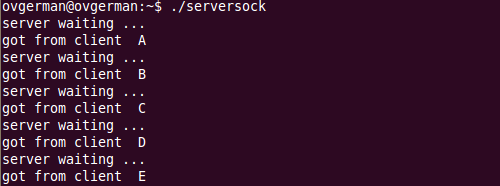 ovgerman@ovgerman:~$ ./serversock
server waiting ...
got from client  A
server waiting ...
got from client  B
server waiting ...
got from client  C
server waiting ...
got from client  D
server waiting ...
got from client  E